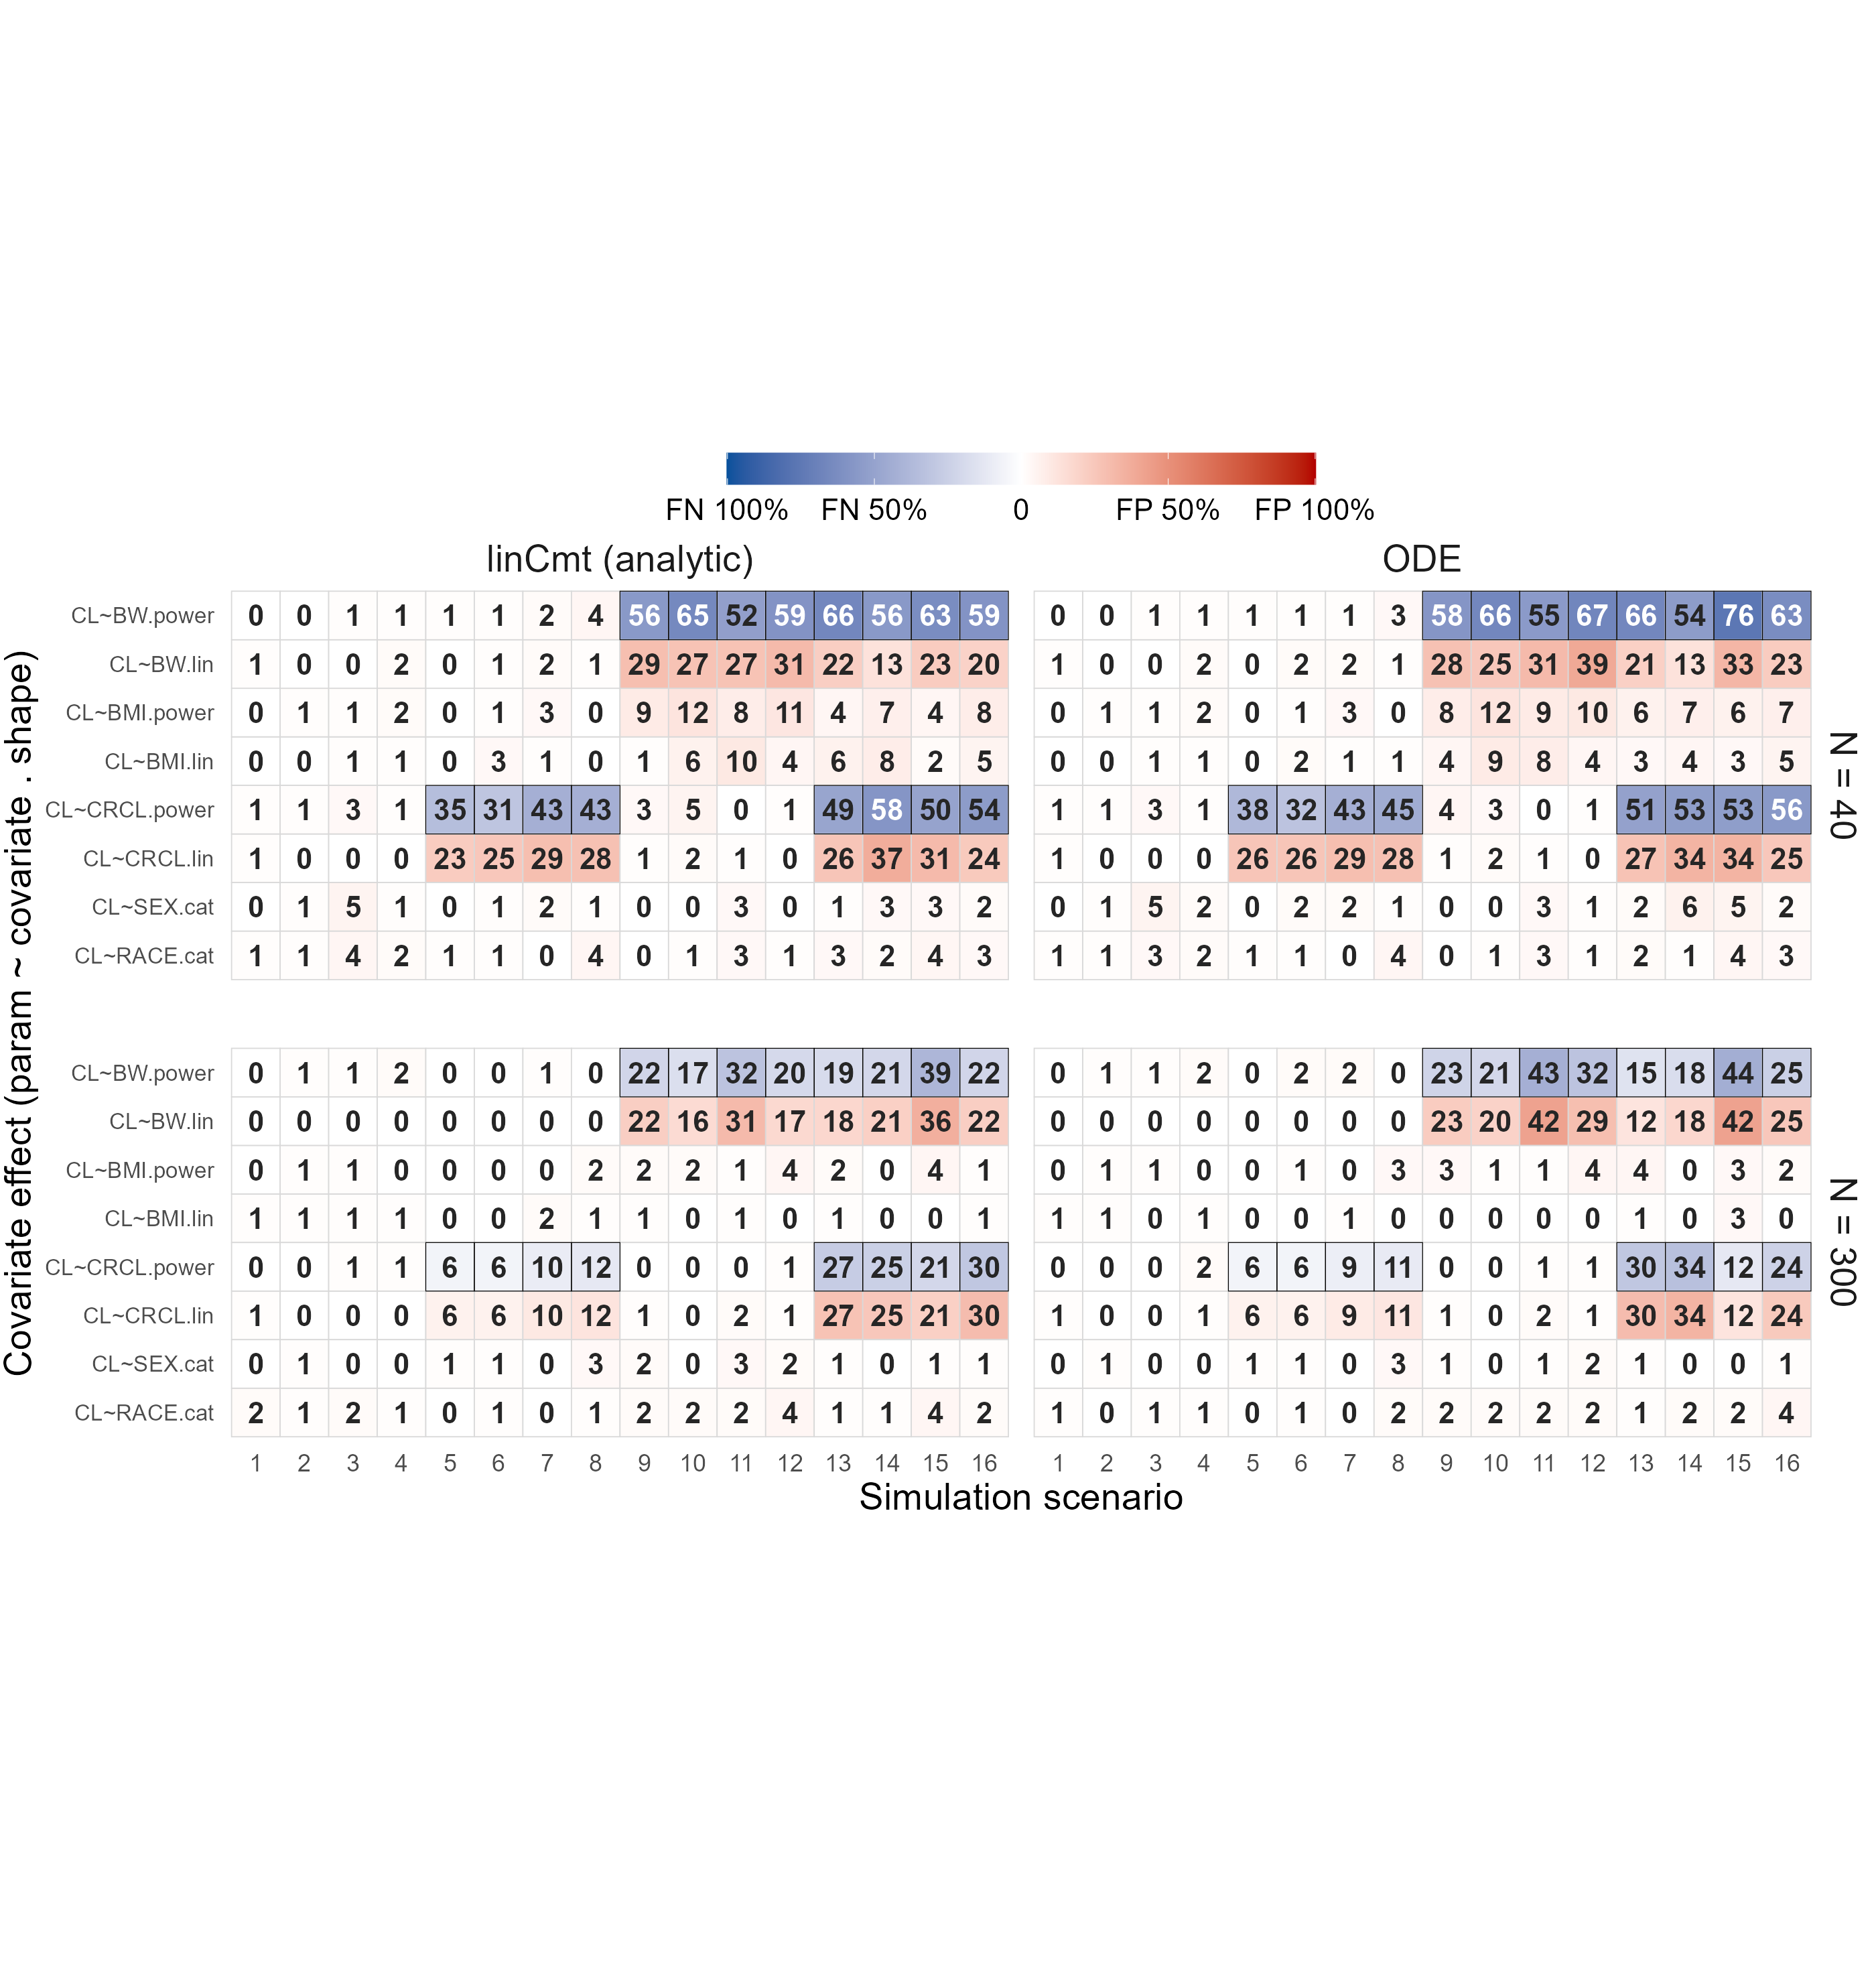 FN 100% FN 50% 0 FP 50% FP 100%
linCmt (analytic) ODE
Covariate effect (param ~ covariate . shape)
CL~BW.power 0 0 1 1 1 1 2 4 56 65 52 59 66 56 63 59 0 0 1 1 1 1 1 3 58 66 55 67 66 54 76 63
CL~BW.lin 1 0 0 2 0 1 2 1 29 27 27 31 22 13 23 20 1 0 0 2 0 2 2 1 28 25 31 39 21 13 33 23
CL~BMI.power 0 1 1 2 0 1 3 0 9 12 8 11 4 7 4 8 0 1 1 2 0 1 3 0 8 12 9 10 6 7 6 7
CL~BMI.lin 0 0 1 1 0 3 1 0 1 6 10 4 6 8 2 5 0 0 1 1 0 2 1 1 4 9 8 4 3 4 3 5
CL~CRCL.power 1 1 3 1 35 31 43 43 3 5 0 1 49 58 50 54 1 1 3 1 38 32 43 45 4 3 0 1 51 53 53 56
CL~CRCL.lin 1 0 0 0 23 25 29 28 1 2 1 0 26 37 31 24 1 0 0 0 26 26 29 28 1 2 1 0 27 34 34 25
CL~SEX.cat 0 1 5 1 0 1 2 1 0 0 3 0 1 3 3 2 0 1 5 2 0 2 2 1 0 0 3 1 2 6 5 2
CL~RACE.cat 1 1 4 2 1 1 0 4 0 1 3 1 3 2 4 3 1 1 3 2 1 1 0 4 0 1 3 1 2 1 4 3
N = 40
CL~BW.power 0 1 1 2 0 0 1 0 22 17 32 20 19 21 39 22 0 1 1 2 0 2 2 0 23 21 43 32 15 18 44 25
CL~BW.lin 0 0 0 0 0 0 0 0 22 16 31 17 18 21 36 22 0 0 0 0 0 0 0 0 23 20 42 29 12 18 42 25
CL~BMI.power 0 1 1 0 0 0 0 2 2 2 1 4 2 0 4 1 0 1 1 0 0 1 0 3 3 1 1 4 4 0 3 2
CL~BMI.lin 1 1 1 1 0 0 2 1 1 0 1 0 1 0 0 1 1 1 0 1 0 0 1 0 0 0 0 0 1 0 3 0
CL~CRCL.power 0 0 1 1 6 6 10 12 0 0 0 1 27 25 21 30 0 0 0 2 6 6 9 11 0 0 1 1 30 34 12 24
CL~CRCL.lin 1 0 0 0 6 6 10 12 1 0 2 1 27 25 21 30 1 0 0 1 6 6 9 11 1 0 2 1 30 34 12 24
CL~SEX.cat 0 1 0 0 1 1 0 3 2 0 3 2 1 0 1 1 0 1 0 0 1 1 0 3 1 0 1 2 1 0 0 1
CL~RACE.cat 2 1 2 1 0 1 0 1 2 2 2 4 1 1 4 2 1 0 1 1 0 1 0 2 2 2 2 2 1 2 2 4
N = 300
1 2 3 4 5 6 7 8 9 10 11 12 13 14 15 16 1 2 3 4 5 6 7 8 9 10 11 12 13 14 15 16
Simulation scenario